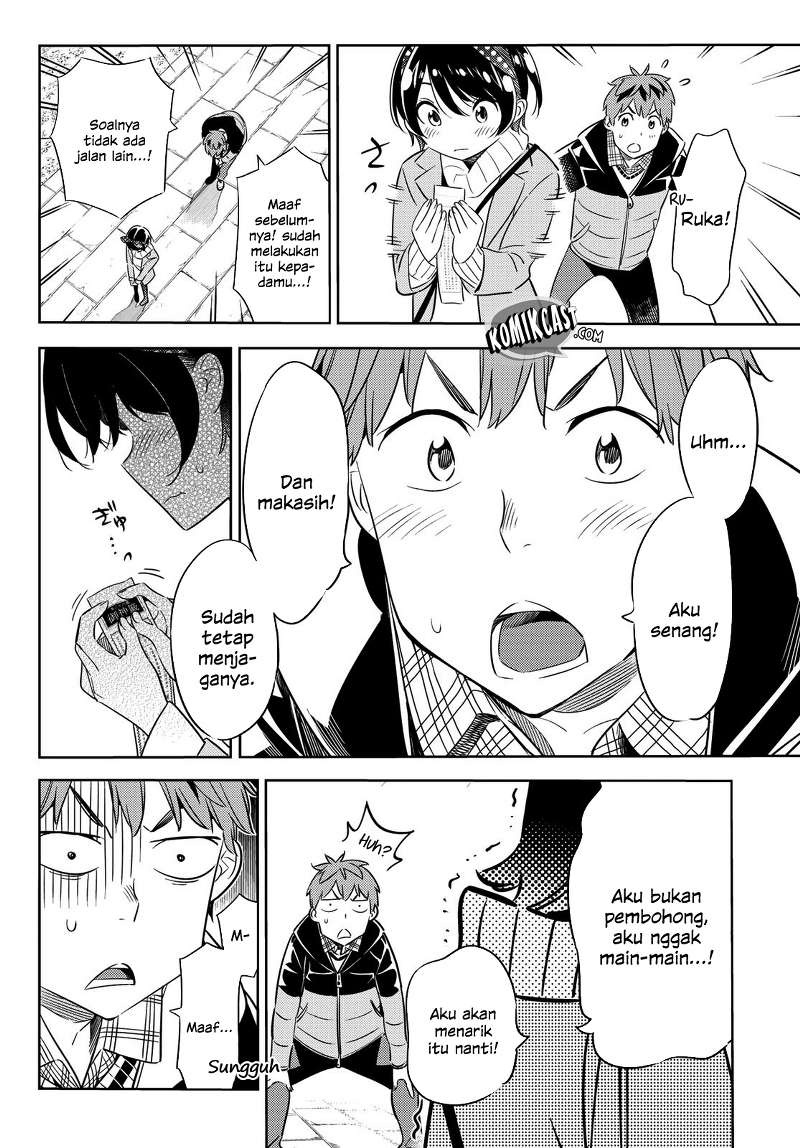 RU-
Ruka!
Maaf
sebelum-
nya! sudah
melakukan
itu kepa-
damu...!
Soalnya
tidak ada
jalan lain...!
KOMIKCAST
.COM
Uhm...
Aku
senang!
Dan
makasih!
Sudah
tetap
menja-
ganya.
ぎゅ
Aku bukan
pembohong,
aku nggak
main-main...!
Aku akan
menarik
itu nanti!
Huh?
M-
Maaf...
Sungguh